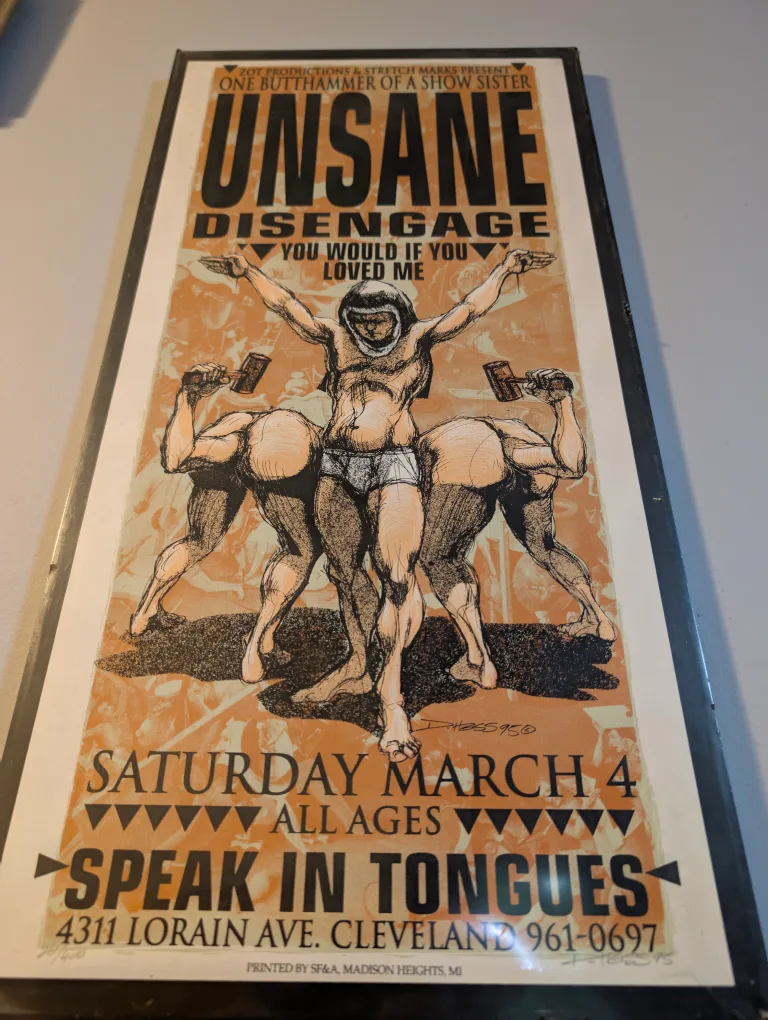 ZOT PRODUCTIONS & STRETCH MARKS PRESENT
ONE BUTTHAMMER OF A SHOW SISTER
UNSANE
DISENGAGE
YOU WOULD IF YOU
LOVED ME
95©
SATURDAY MARCH 4
ALL AGES
SPEAK IN TONGUES
4311 LORAIN AVE. CLEVELAND 961-0697
PRINTED BY SF&A, MADISON HEIGHTS, MI